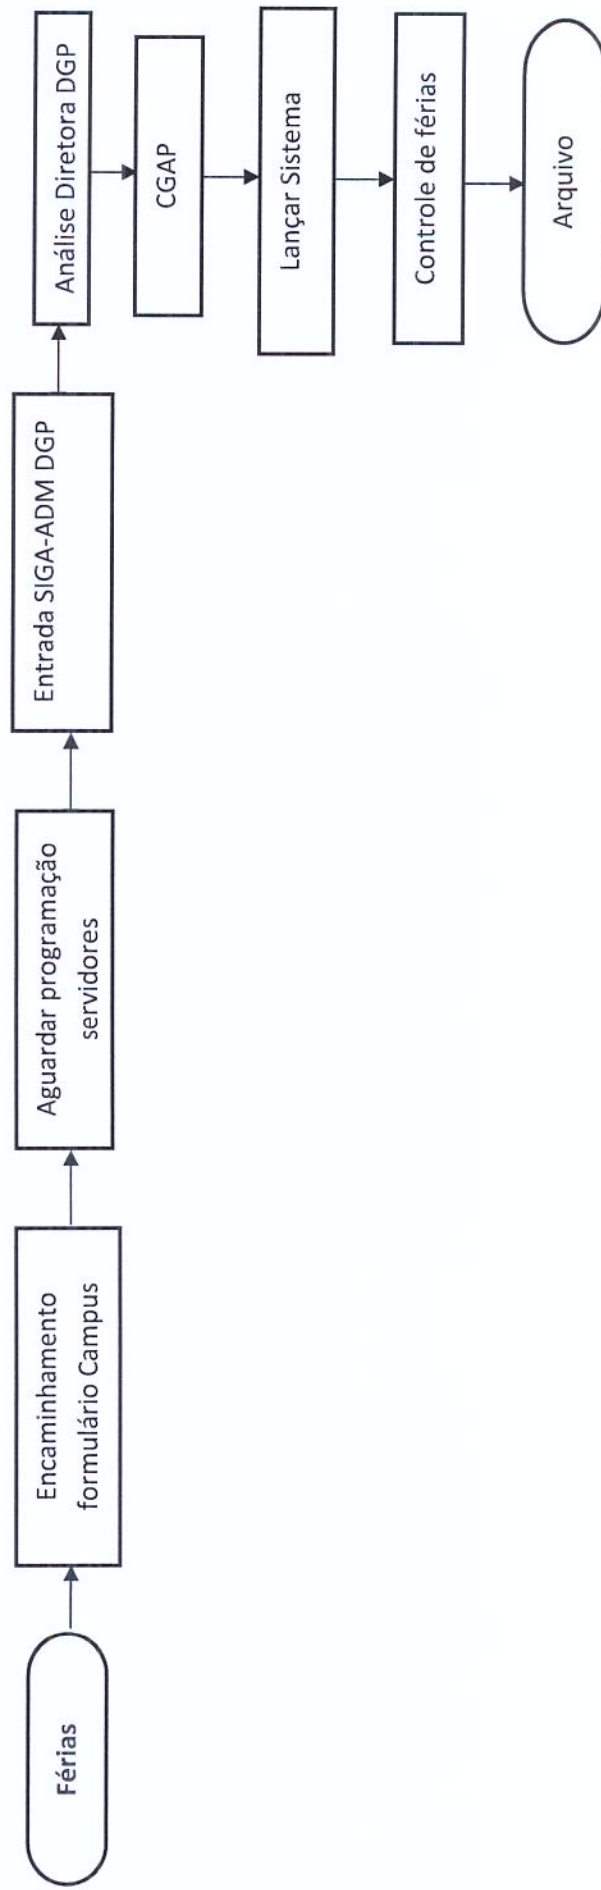 Férias
Encaminhamento
formulário Campus
Aguardar programação
servidores
Entrada SIGA-ADM DGP
Análise Diretora DGP
CGAP
Lançar Sistema
Controle de férias
Arquivo